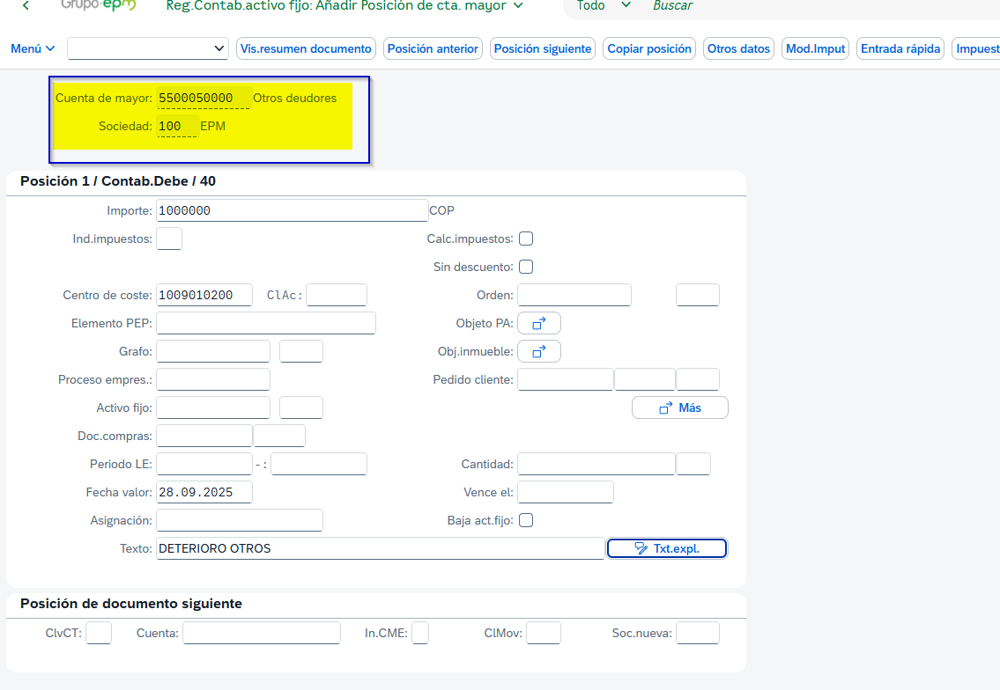 Grupo·epm Reg.Contab.activo fijo: Añadir Posición de cta. mayor Todo Buscar
Menú Vis.resumen documento Posición anterior Posición siguiente Copiar posición Otros datos Mod.Imput Entrada rápida Impuest
Cuenta de mayor: 5500050000 Otros deudores
Sociedad: 100 EPM
Posición 1 / Contab.Debe / 40
Importe: 1000000 COP
Ind.impuestos: Calc.impuestos:
Sin descuento:
Centro de coste: 1009010200 ClAc: Orden:
Elemento PEP: Objeto PA:
Grafo: Obj.inmueble:
Proceso empres.: Pedido cliente:
Activo fijo: Más
Doc.compras:
Periodo LE: - : Cantidad:
Fecha valor: 28.09.2025 Vence el:
Asignación: Baja act.fijo:
Texto: DETERIORO OTROS Txt.expl.
Posición de documento siguiente
ClvCT: Cuenta: In.CME: ClMov: Soc.nueva: